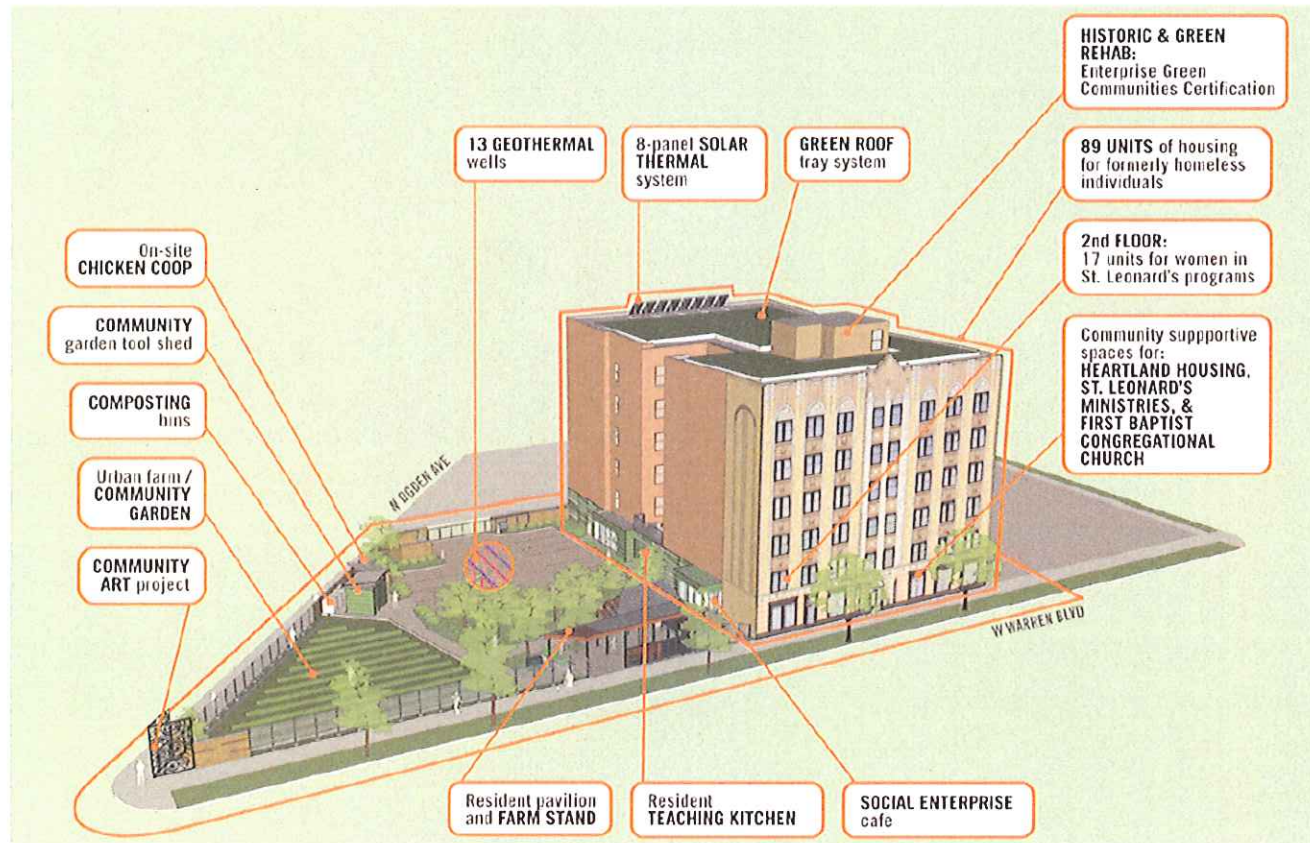 HISTORIC & GREEN
REHAB:
Enterprise Green
Communities Certification
13 GEOTHERMAL
wells
8-panel SOLAR
THERMAL
system
GREEN ROOF
tray system
89 UNITS of housing
for formerly homeless
individuals
On-site
CHICKEN COOP
2nd FLOOR:
17 units for women in
St. Leonard's programs
COMMUNITY
garden tool shed
Community suppportive
spaces for:
HEARTLAND HOUSING,
ST. LEONARD'S
MINISTRIES, &
FIRST BAPTIST
CONGREGATIONAL
CHURCH
COMPOSTING
bins
Urban farm /
COMMUNITY
GARDEN
COMMUNITY
ART project
N OGDEN AVE
W WARREN BLVD
Resident pavilion
and FARM STAND
Resident
TEACHING KITCHEN
SOCIAL ENTERPRISE
cafe